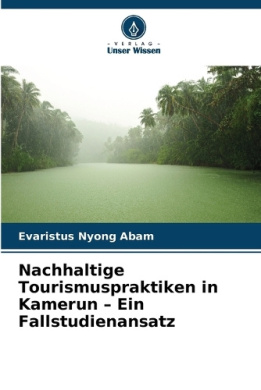 - VERLAG -
Unser Wissen
Evaristus Nyong Abam
Nachhaltige
Tourismuspraktiken in
Kamerun – Ein
Fallstudienansatz